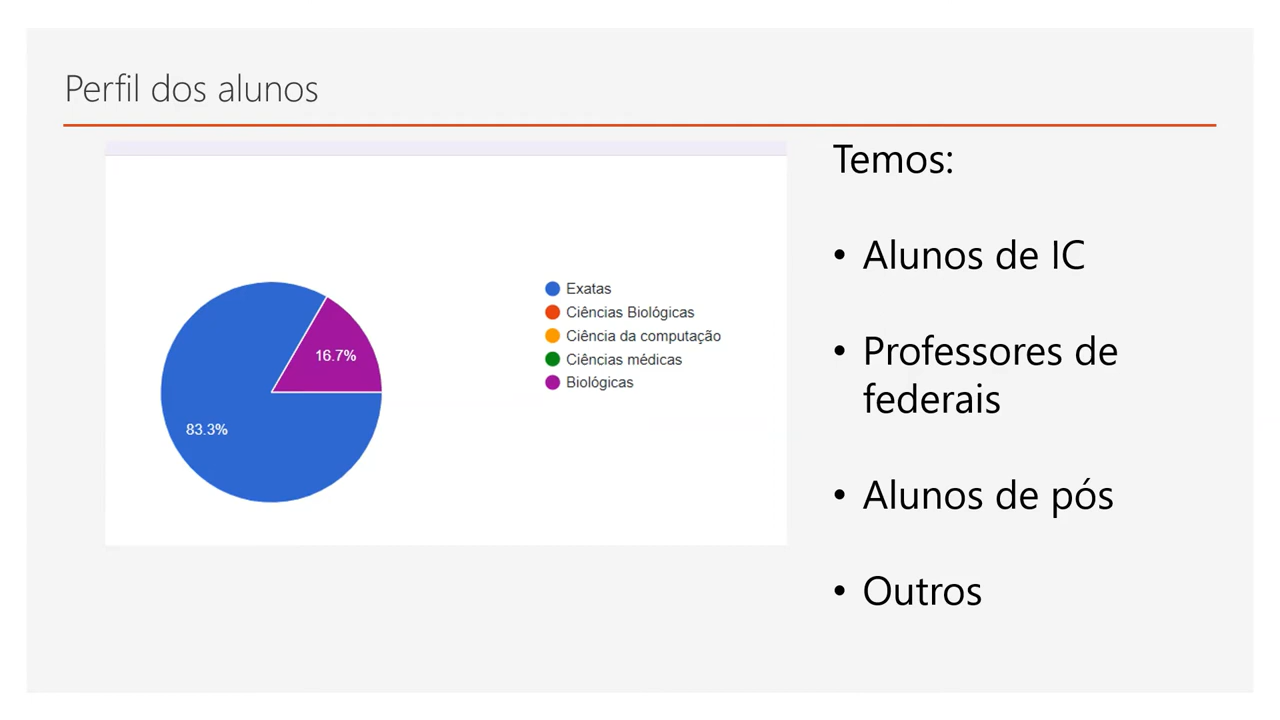 Perfil dos alunos
83.3%
16.7%
Exatas
Ciências Biológicas
Ciência da computação
Ciências médicas
Biológicas
Temos:
• Alunos de IC
• Professores de
federais
• Alunos de pós
• Outros